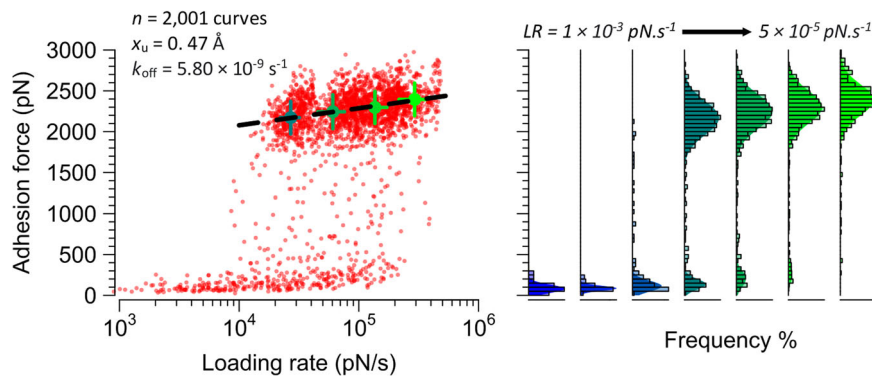 n = 2,001 curves
xu = 0.47 Å
koff = 5.80 × 10⁻⁹ s⁻¹
LR = 1 × 10⁻³ pN.s⁻¹ 5 × 10⁻⁵ pN.s⁻¹
3000
2500
2000
1500
1000
500
0
Adhesion force (pN)
10³ 10⁴ 10⁵ 10⁶
Loading rate (pN/s)
Frequency %